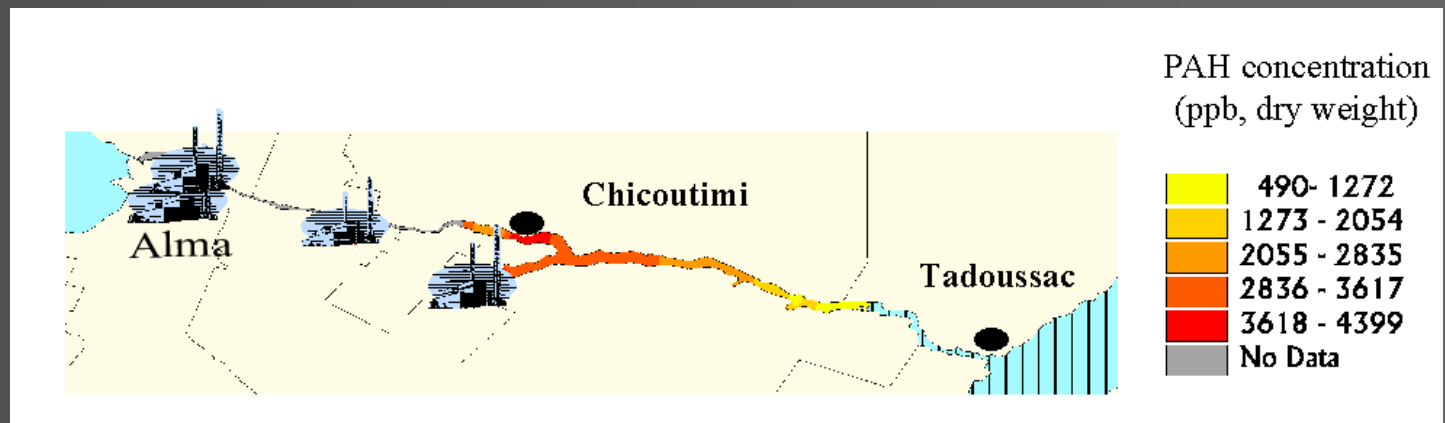 PAH concentration
(ppb, dry weight)
Chicoutimi
Alma
Tadoussac
490- 1272
1273 - 2054
2055 - 2835
2836 - 3617
3618 - 4399
No Data